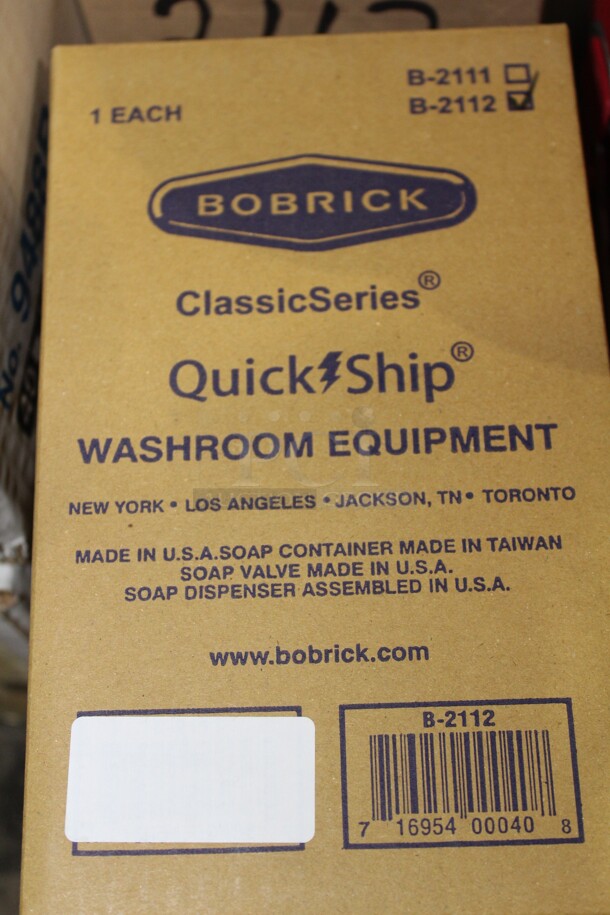 B-2111
1 EACH
B-2112
BOBRICK
ClassicSeries®
Quick Ship®
WASHROOM EQUIPMENT
NEW YORK • LOS ANGELES • JACKSON, TN • TORONTO
MADE IN U.S.A.SOAP CONTAINER MADE IN TAIWAN
SOAP VALVE MADE IN U.S.A.
SOAP DISPENSER ASSEMBLED IN U.S.A.
www.bobrick.com
B-2112
7 16954 00040 8